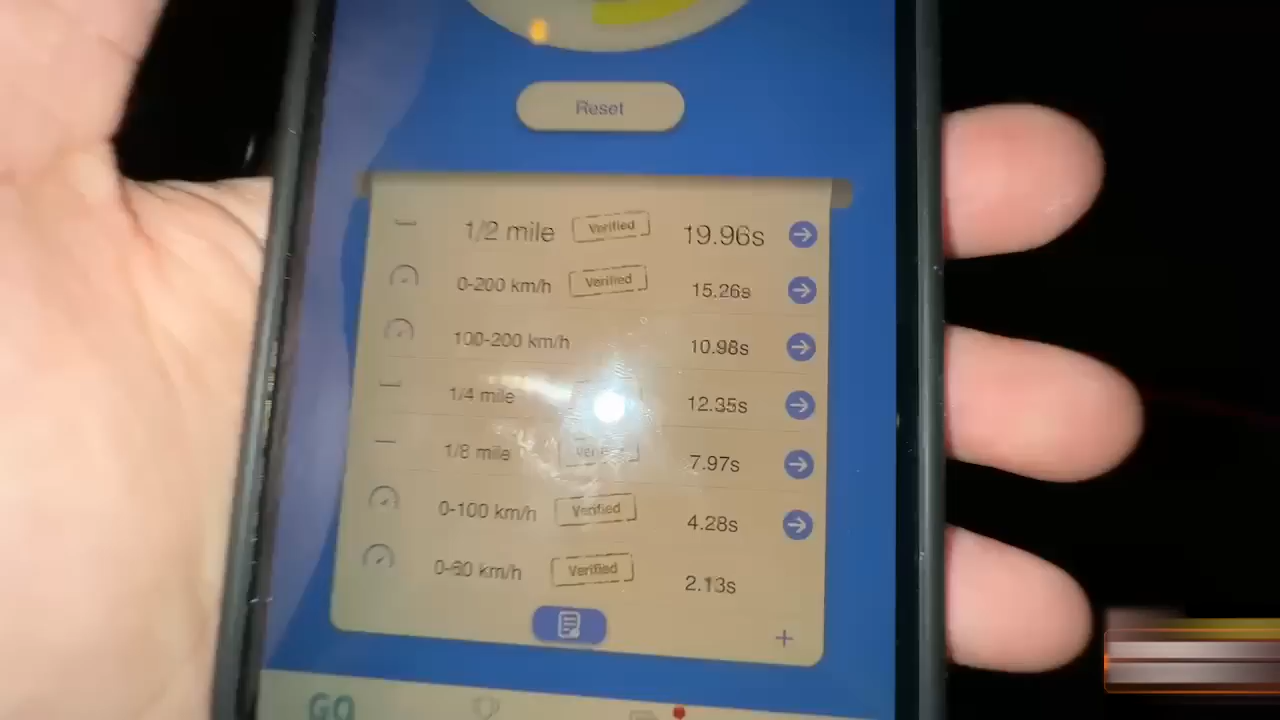 Reset
1/2 mile Verified 19.96s
0-200 km/h Verified 15.26s
100-200 km/h 10.98s
1/4 mile 12.35s
1/8 mile Verified 7.97s
0-100 km/h Verified 4.28s
0-60 km/h Verified 2.13s
+
GO